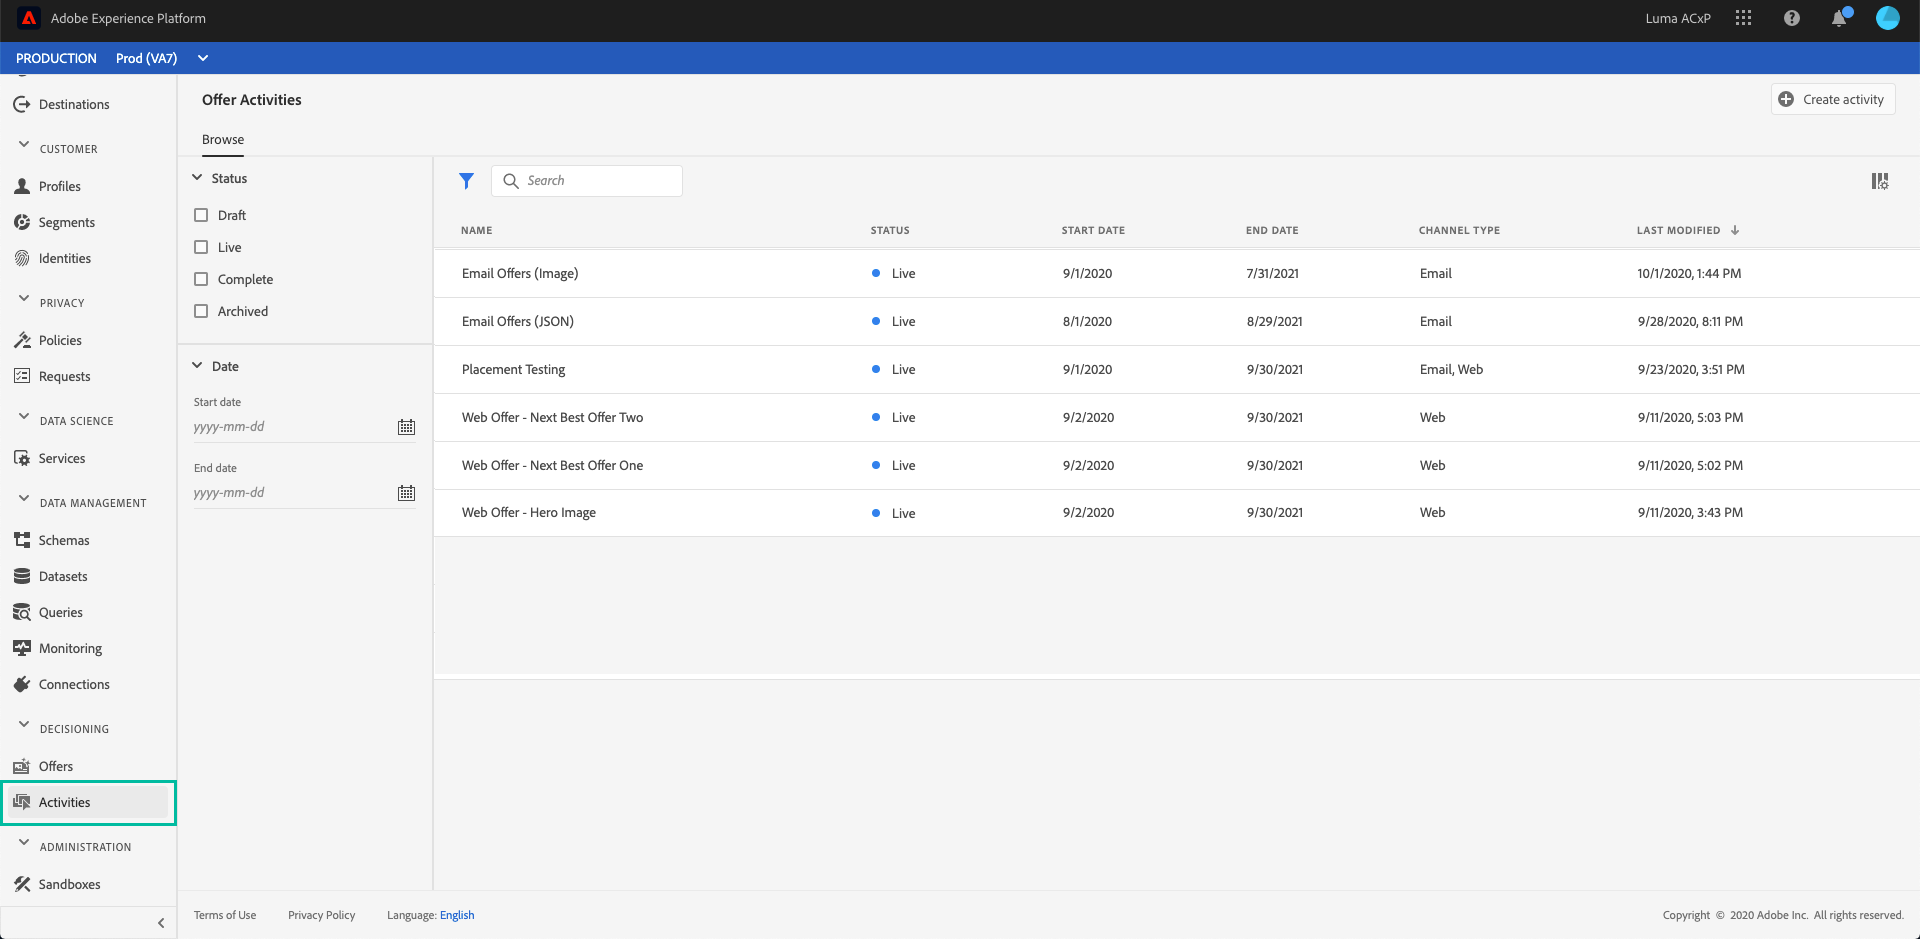 Adobe Experience Platform
Luma ACxP
PRODUCTION Prod (VA7)
Destinations
CUSTOMER
Profiles
Segments
Identities
PRIVACY
Policies
Requests
DATA SCIENCE
Services
DATA MANAGEMENT
Schemas
Datasets
Queries
Monitoring
Connections
DECISIONING
Offers
Activities
ADMINISTRATION
Sandboxes
Offer Activities
Create activity
Browse
Status
Draft
Live
Complete
Archived
Date
Start date
yyyy-mm-dd
End date
yyyy-mm-dd
Search
NAME STATUS START DATE END DATE CHANNEL TYPE LAST MODIFIED
Email Offers (Image) Live 9/1/2020 7/31/2021 Email 10/1/2020, 1:44 PM
Email Offers (JSON) Live 8/1/2020 8/29/2021 Email 9/28/2020, 8:11 PM
Placement Testing Live 9/1/2020 9/30/2021 Email, Web 9/23/2020, 3:51 PM
Web Offer - Next Best Offer Two Live 9/2/2020 9/30/2021 Web 9/11/2020, 5:03 PM
Web Offer - Next Best Offer One Live 9/2/2020 9/30/2021 Web 9/11/2020, 5:02 PM
Web Offer - Hero Image Live 9/2/2020 9/30/2021 Web 9/11/2020, 3:43 PM
Terms of Use Privacy Policy Language: English
Copyright © 2020 Adobe Inc. All rights reserved.